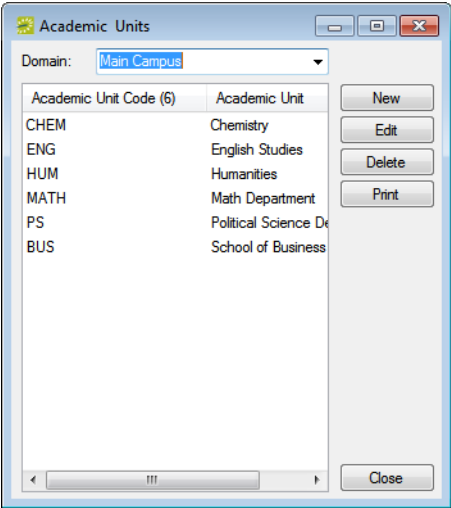 Academic Units
Domain: Main Campus
Academic Unit Code (6) Academic Unit New
CHEM Chemistry Edit
ENG English Studies Delete
HUM Humanities Print
MATH Math Department
PS Political Science De
BUS School of Business
Close